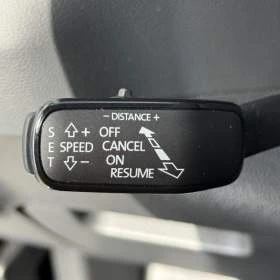 - DISTANCE +
S + OFF
E SPEED CANCEL
T - ON
RESUME